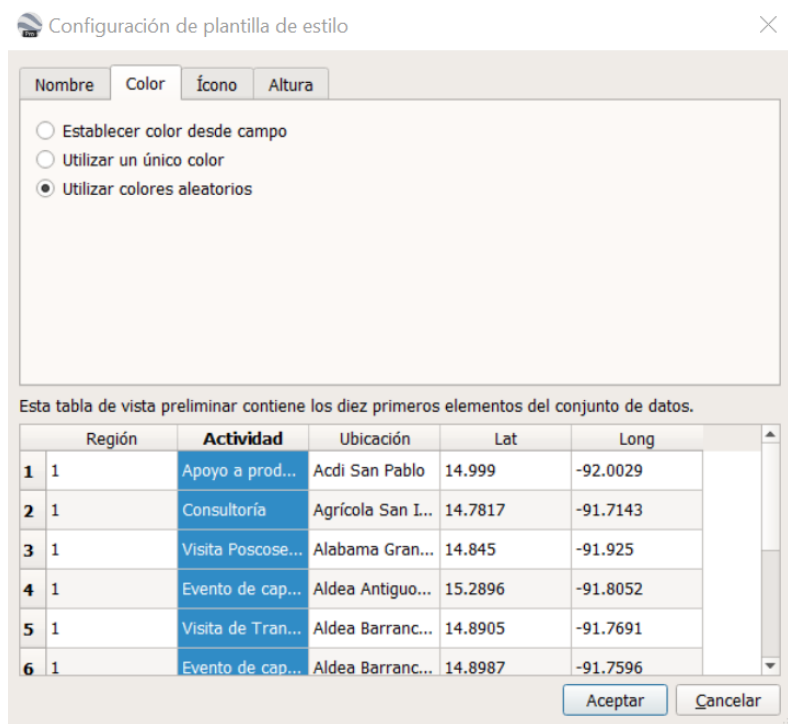 Pro Configuración de plantilla de estilo
Nombre Color Ícono Altura
Establecer color desde campo
Utilizar un único color
Utilizar colores aleatorios
Esta tabla de vista preliminar contiene los diez primeros elementos del conjunto de datos.
Región Actividad Ubicación Lat Long
1 1 Apoyo a prod... Acdi San Pablo 14.999 -92.0029
2 1 Consultoría Agrícola San I... 14.7817 -91.7143
3 1 Visita Poscose... Alabama Gran... 14.845 -91.925
4 1 Evento de cap... Aldea Antiguo... 15.2896 -91.8052
5 1 Visita de Tran... Aldea Barranc... 14.8905 -91.7691
6 1 Evento de cap... Aldea Barranc... 14.8987 -91.7596
Aceptar Cancelar